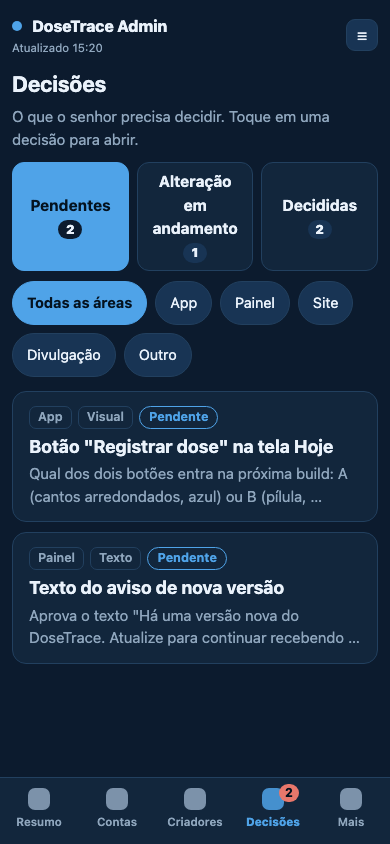 DoseTrace Admin
Atualizado 15:20
≡
Decisões
O que o senhor precisa decidir. Toque em uma
decisão para abrir.
Pendentes
2
Alteração
em
andamento
1
Decididas
2
Todas as áreas
App
Painel
Site
Divulgação
Outro
App
Visual
Pendente
Botão "Registrar dose" na tela Hoje
Qual dos dois botões entra na próxima build: A
(cantos arredondados, azul) ou B (pílula, ...
Painel
Texto
Pendente
Texto do aviso de nova versão
Aprova o texto "Há uma versão nova do
DoseTrace. Atualize para continuar recebendo ...
2
Resumo
Contas
Criadores
Decisões
Mais